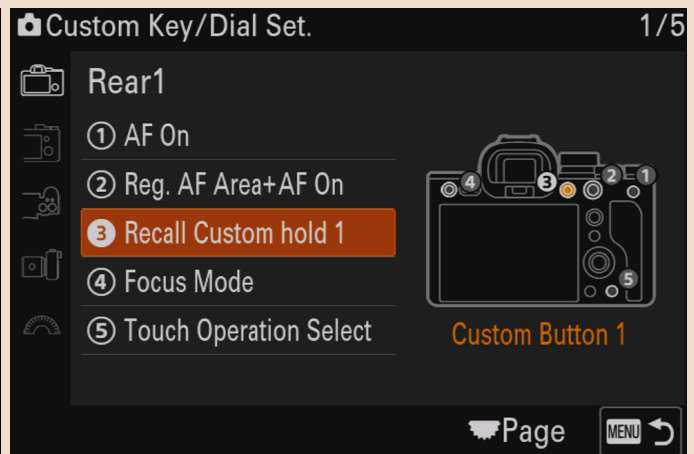 Custom Key/Dial Set. 1/5
Rear1
① AF On
② Reg. AF Area+AF On
③ Recall Custom hold 1
④ Focus Mode
⑤ Touch Operation Select
④ ③ ② ①
⑤
Custom Button 1
Page MENU